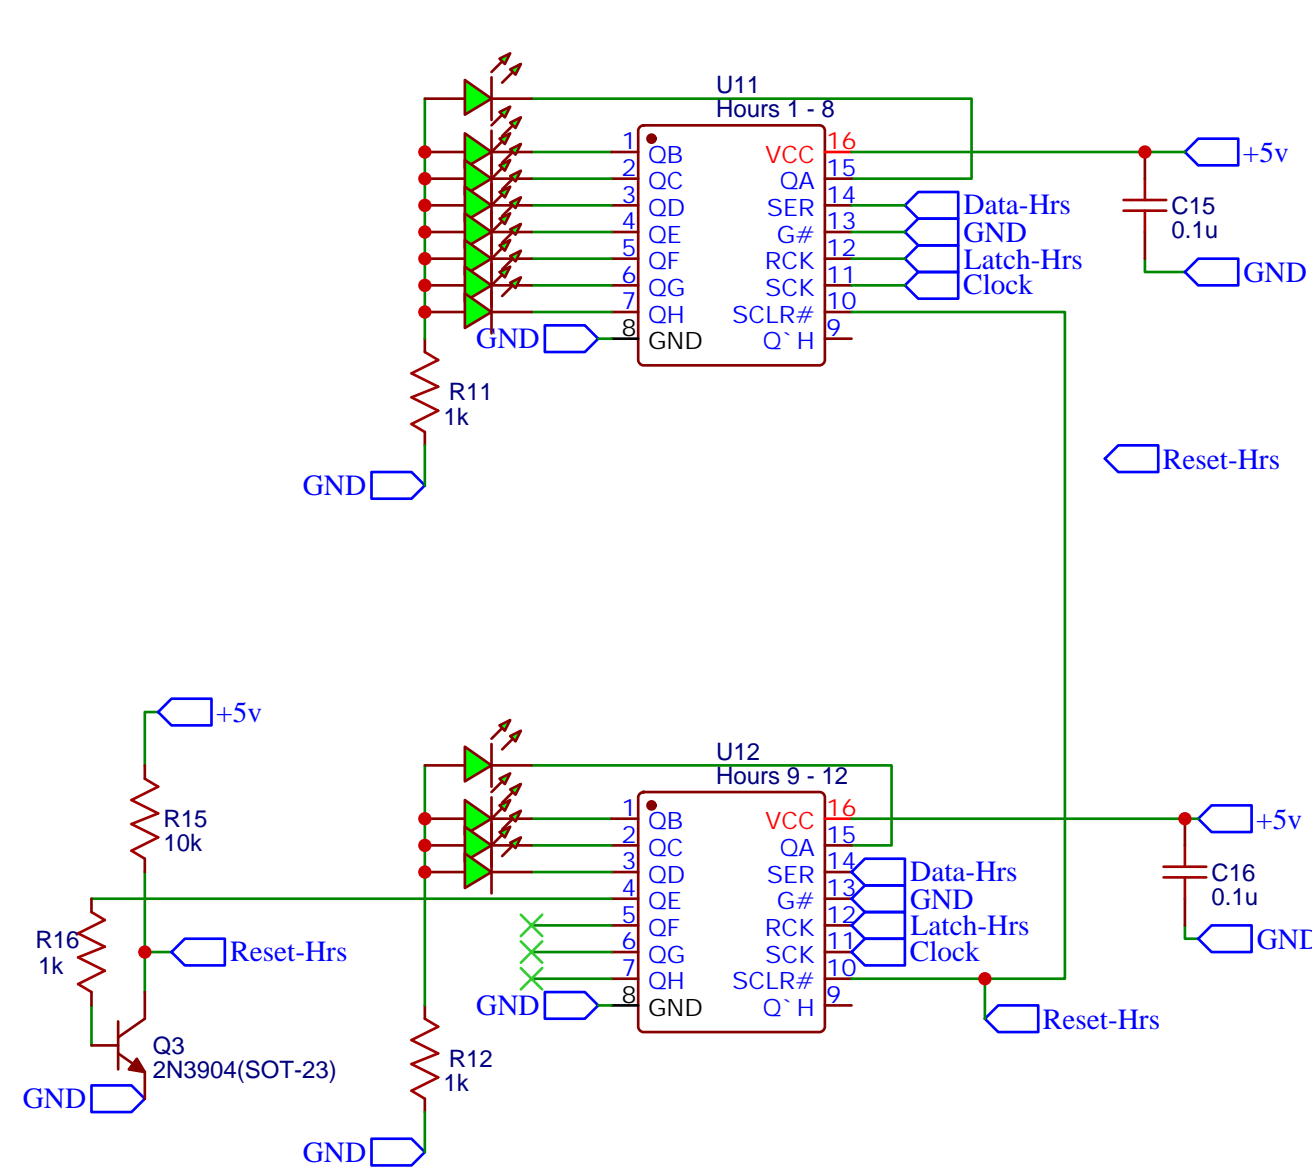 U11
Hours 1 - 8
1 QB VCC 16
2 QC QA 15
3 QD SER 14 Data-Hrs
4 QE G# 13 GND
5 QF RCK 12 Latch-Hrs
6 QG SCK 11 Clock
7 QH SCLR# 10
GND 8 GND Q`H 9
+5v
C15
0.1u
GND
R11
1k
GND
Reset-Hrs
+5v
R15
10k
R16
1k
Reset-Hrs
Q3
2N3904(SOT-23)
GND
U12
Hours 9 - 12
1 QB VCC 16
2 QC QA 15
3 QD SER 14 Data-Hrs
4 QE G# 13 GND
5 QF RCK 12 Latch-Hrs
6 QG SCK 11 Clock
7 QH SCLR# 10
GND 8 GND Q`H 9
+5v
C16
0.1u
GND
Reset-Hrs
R12
1k
GND